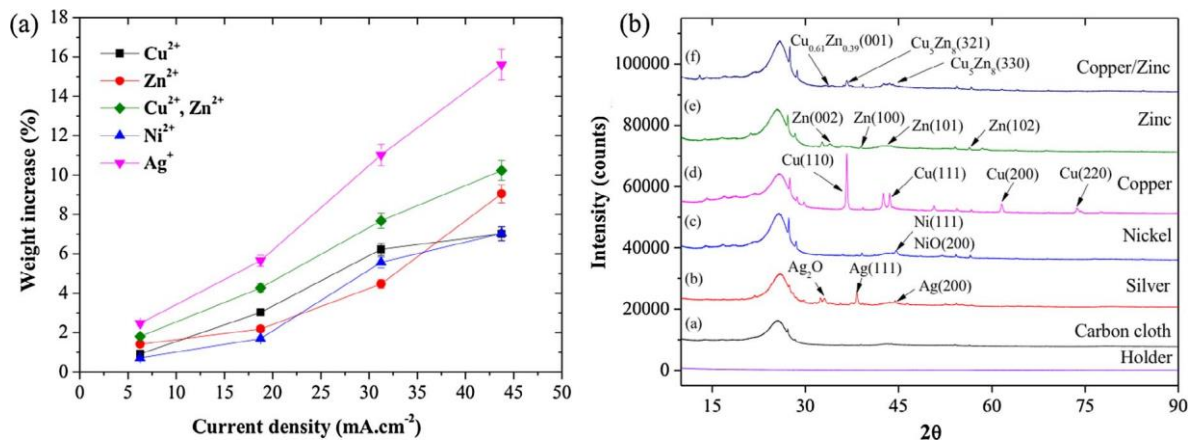 (a)
18
16
14
12
10
8
6
4
2
0
Weight increase (%)
Cu²⁺
Zn²⁺
Cu²⁺, Zn²⁺
Ni²⁺
Ag⁺
0 5 10 15 20 25 30 35 40 45 50
Current density (mA.cm⁻²)
(b)
100000
80000
60000
40000
20000
0
Intensity (counts)
(f)
Cu₀.₆₁Zn₀.₃₉(001)
Cu₅Zn₈(321)
Cu₅Zn₈(330)
Copper/Zinc
(e)
Zn(002)
Zn(100)
Zn(101)
Zn(102)
Zinc
(d)
Cu(110)
Cu(111)
Cu(200)
Cu(220)
Copper
(c)
Ni(111)
NiO(200)
Nickel
(b)
Ag₂O
Ag(111)
Ag(200)
Silver
(a)
Carbon cloth
Holder
15 30 45 60 75 90
2θ